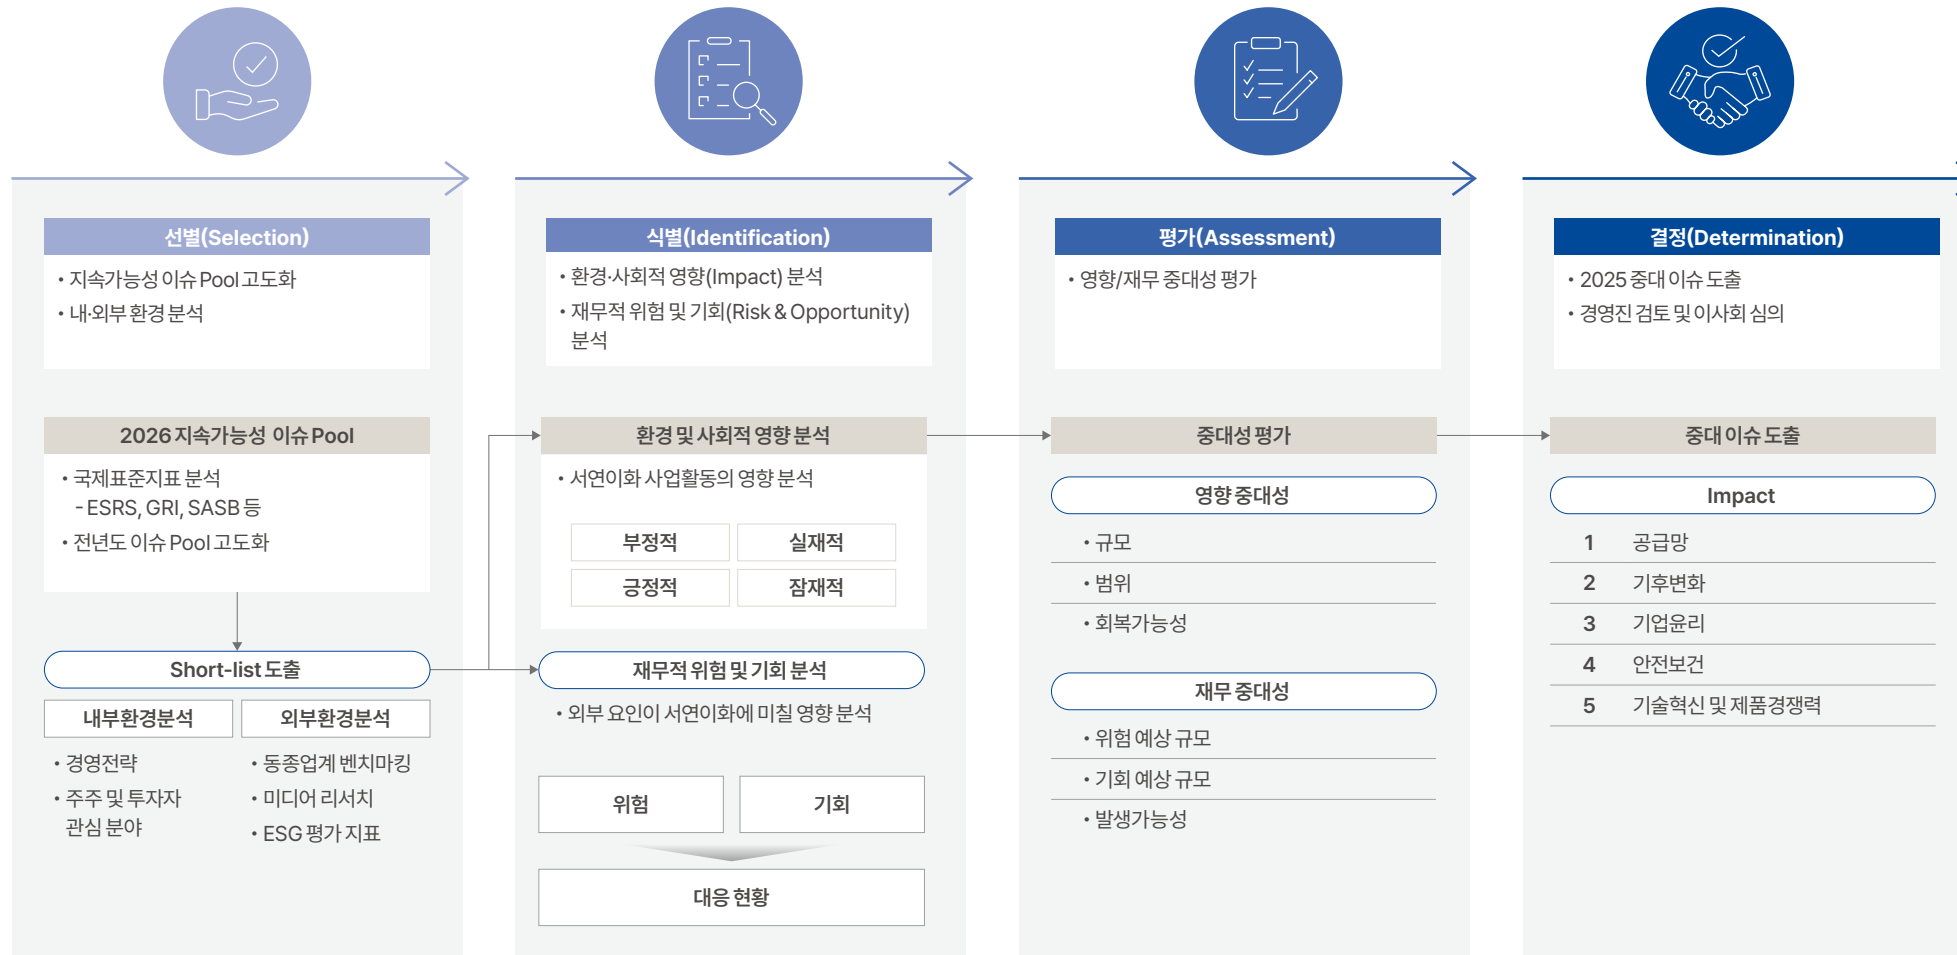 선별(Selection)
• 지속가능성 이슈 Pool 고도화
• 내·외부 환경 분석
2026 지속가능성 이슈 Pool
• 국제표준지표 분석
- ESRS, GRI, SASB 등
• 전년도 이슈 Pool 고도화
Short-list 도출
내부환경분석
• 경영전략
• 주주 및 투자자
관심 분야
외부환경분석
• 동종업계 벤치마킹
• 미디어 리서치
• ESG 평가 지표
식별(Identification)
• 환경·사회적 영향(Impact) 분석
• 재무적 위험 및 기회(Risk & Opportunity)
분석
환경 및 사회적 영향 분석
• 서연이화 사업활동의 영향 분석
부정적
실재적
긍정적
잠재적
재무적 위험 및 기회 분석
• 외부 요인이 서연이화에 미칠 영향 분석
위험
기회
대응 현황
평가(Assessment)
• 영향/재무 중대성 평가
중대성 평가
영향 중대성
• 규모
• 범위
• 회복가능성
재무 중대성
• 위험 예상 규모
• 기회 예상 규모
• 발생가능성
결정(Determination)
• 2025 중대 이슈 도출
• 경영진 검토 및 이사회 심의
중대 이슈 도출
Impact
1 공급망
2 기후변화
3 기업윤리
4 안전보건
5 기술혁신 및 제품경쟁력